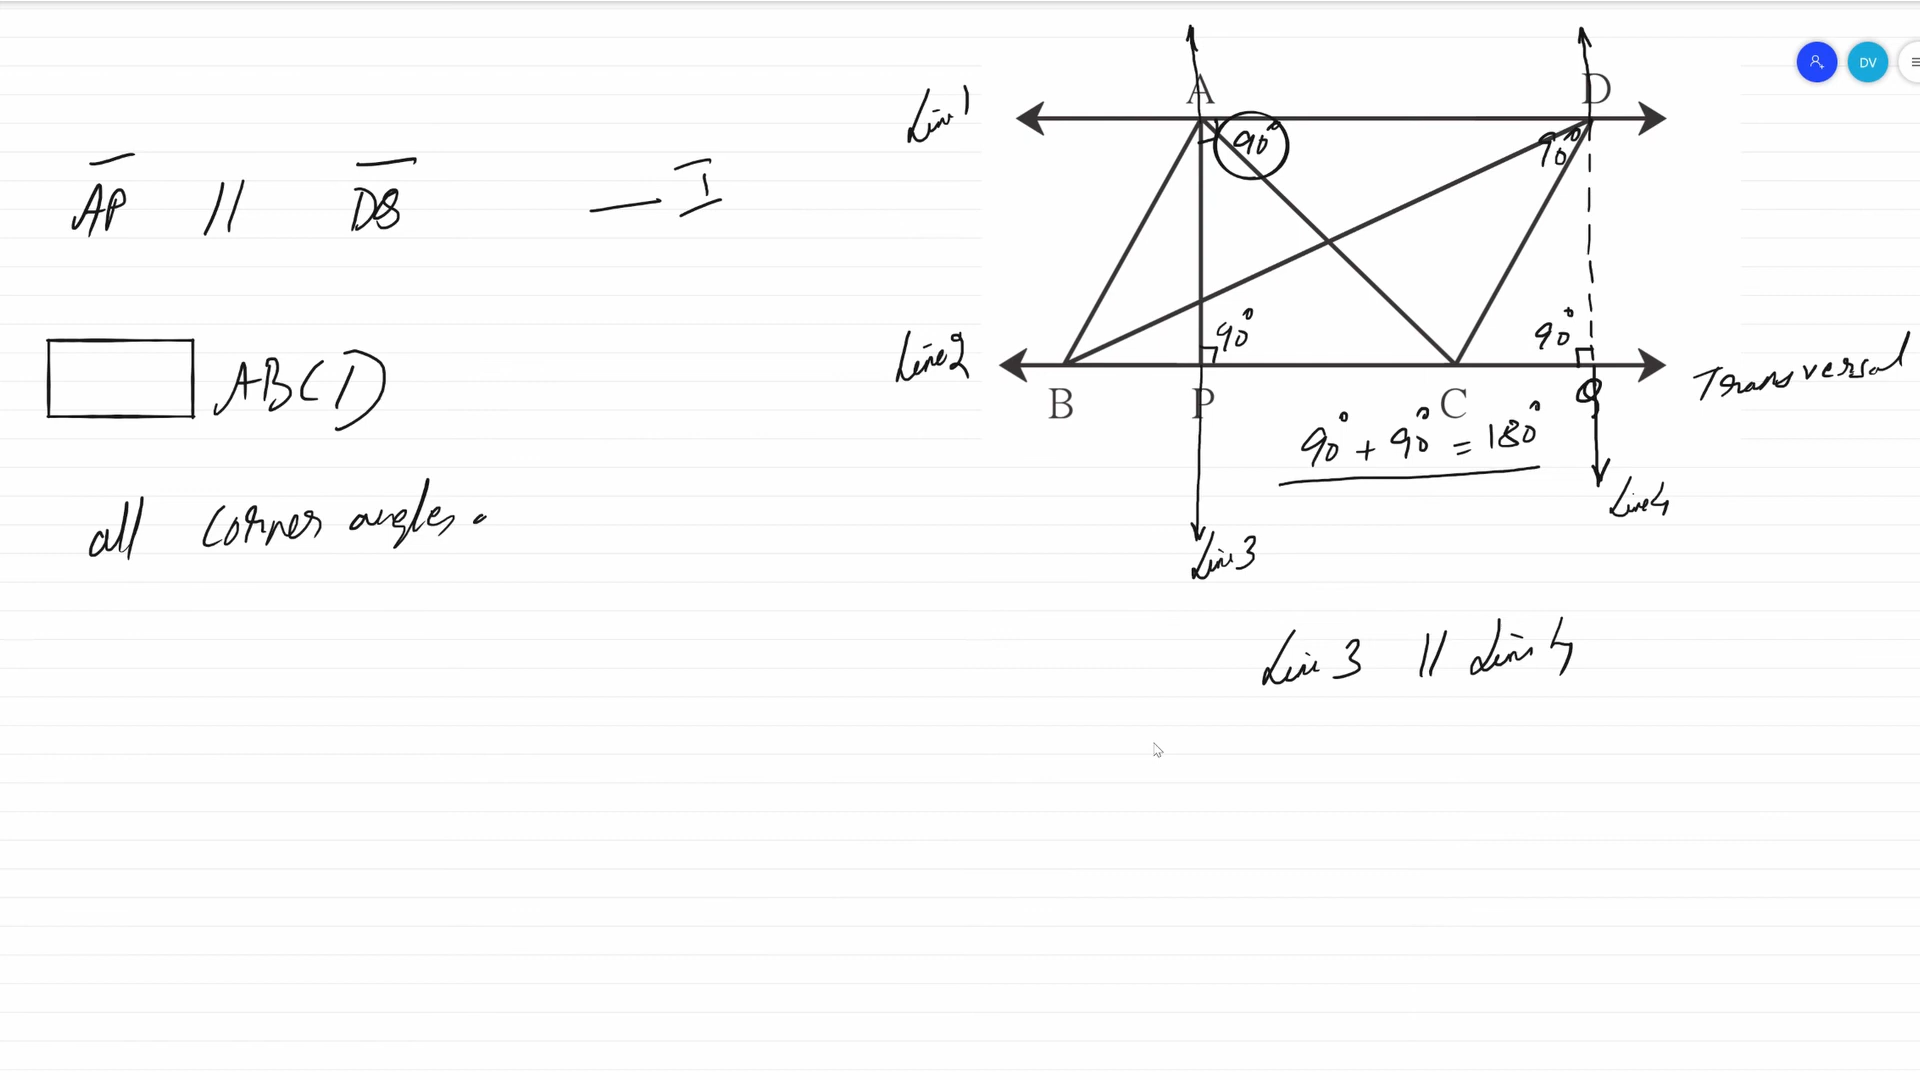 AP // DQ — I
ABCD
all corner angles.
Line 1
A
D
90°
90°
Line 2
90°
90°
B
P
C
Q
Transversal
90° + 90° = 180°
Line 4
Line 3
Line 3 // Line 4
DV